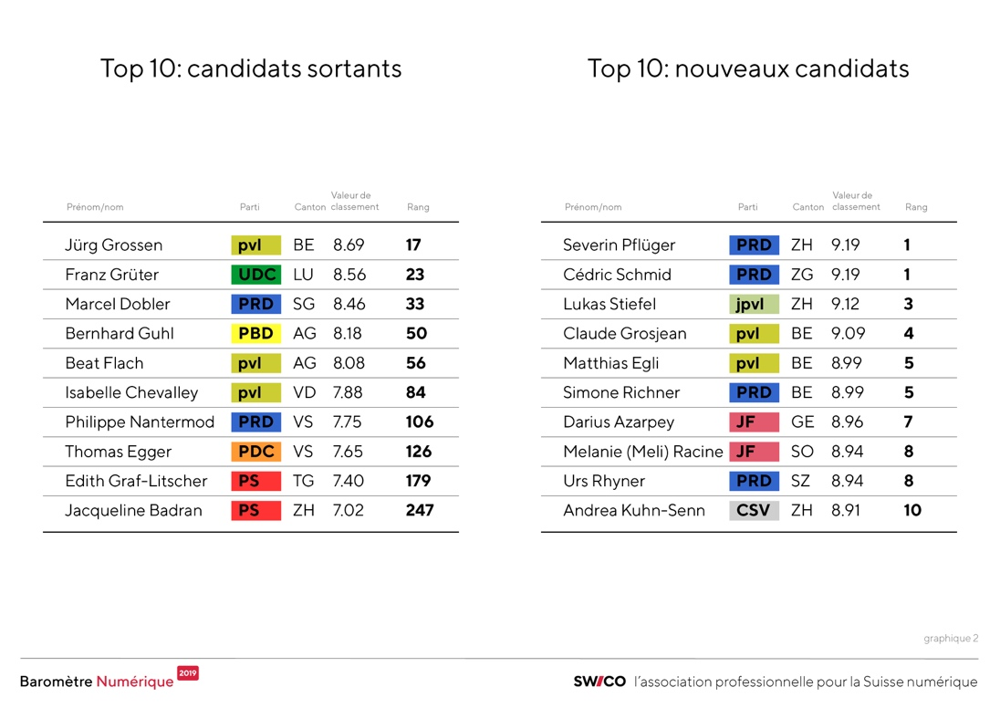 Top 10: candidats sortants
Prénom/nom Parti Canton Valeur de classement Rang
Jürg Grossen pvl BE 8.69 17
Franz Grüter UDC LU 8.56 23
Marcel Dobler PRD SG 8.46 33
Bernhard Guhl PBD AG 8.18 50
Beat Flach pvl AG 8.08 56
Isabelle Chevalley pvl VD 7.88 84
Philippe Nantermod PRD VS 7.75 106
Thomas Egger PDC VS 7.65 126
Edith Graf-Litscher PS TG 7.40 179
Jacqueline Badran PS ZH 7.02 247
Top 10: nouveaux candidats
Prénom/nom Parti Canton Valeur de classement Rang
Severin Pflüger PRD ZH 9.19 1
Cédric Schmid PRD ZG 9.19 1
Lukas Stiefel jpvl ZH 9.12 3
Claude Grosjean pvl BE 9.09 4
Matthias Egli pvl BE 8.99 5
Simone Richner PRD BE 8.99 5
Darius Azarpey JF GE 8.96 7
Melanie (Meli) Racine JF SO 8.94 8
Urs Rhyner PRD SZ 8.94 8
Andrea Kuhn-Senn CSV ZH 8.91 10
graphique 2
Baromètre Numérique 2019
SWICO l'association professionnelle pour la Suisse numérique